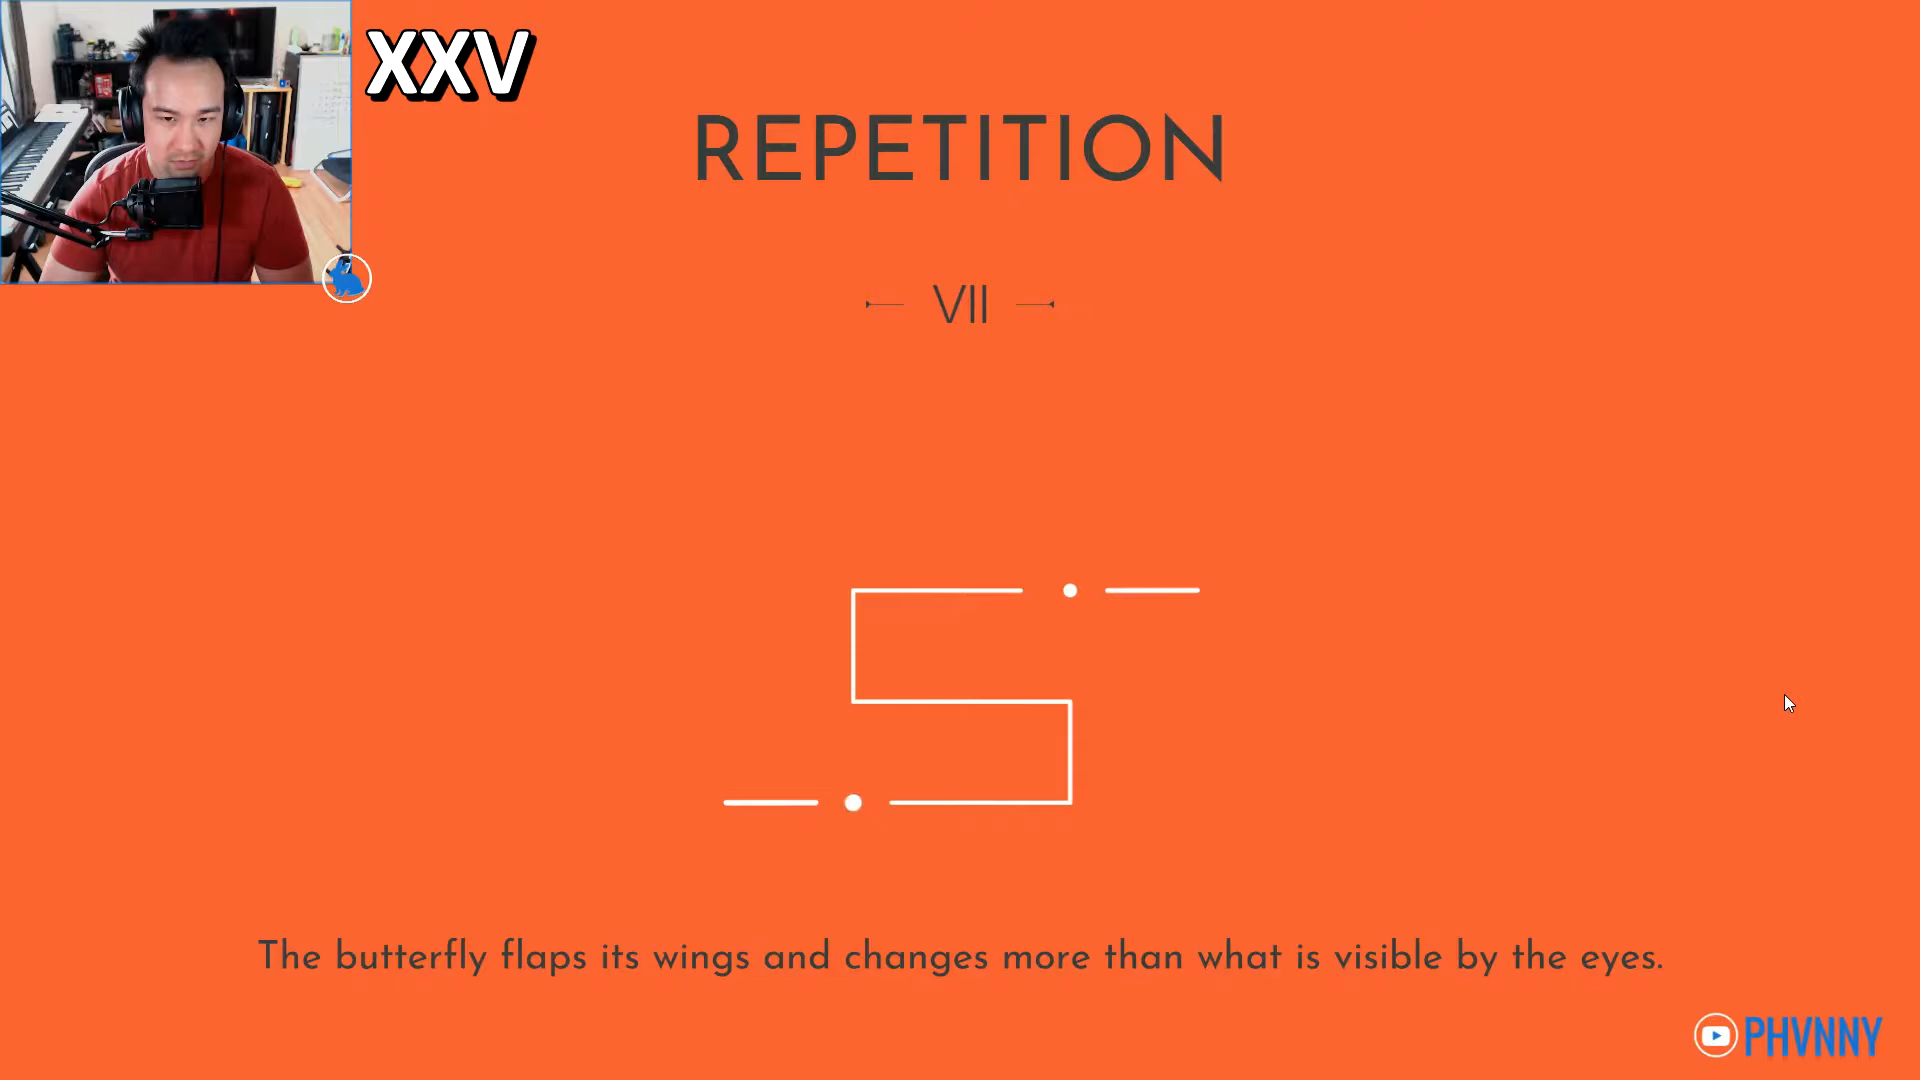 XXV
REPETITION
VII
The butterfly flaps its wings and changes more than what is visible by the eyes.
PHVNNY